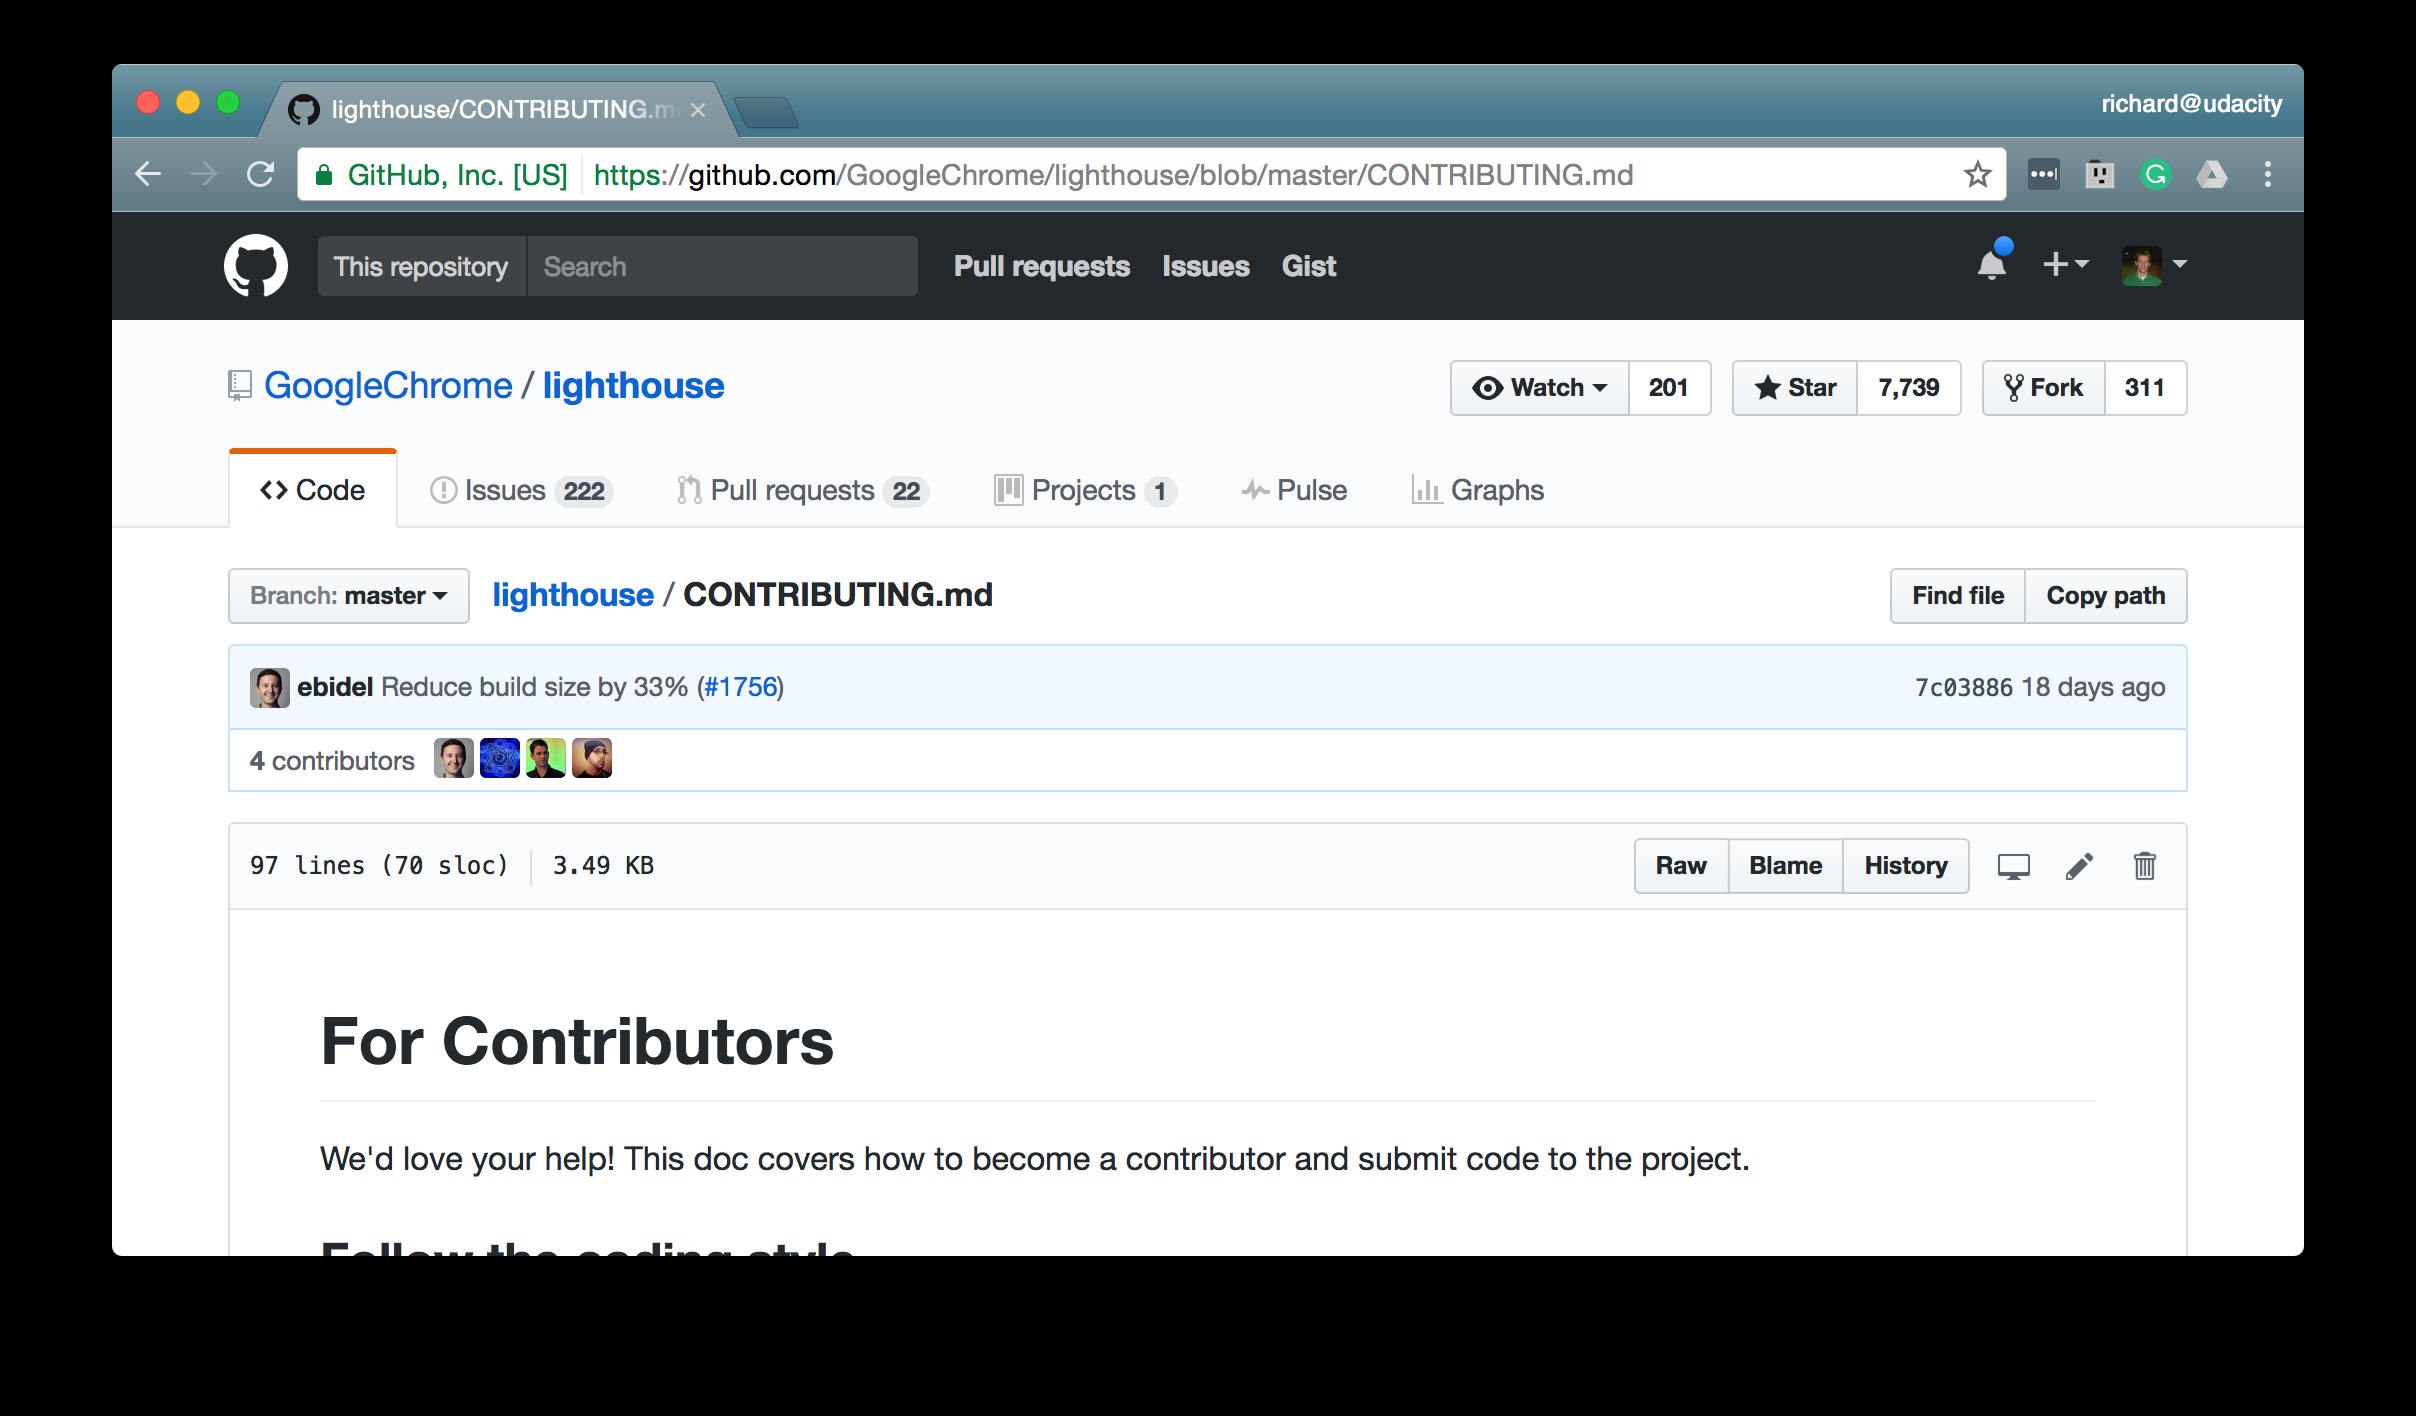 lighthouse/CONTRIBUTING.m
richard@udacity
GitHub, Inc. [US] https://github.com/GoogleChrome/lighthouse/blob/master/CONTRIBUTING.md
This repository Search Pull requests Issues Gist
GoogleChrome / lighthouse
Watch 201 Star 7,739 Fork 311
Code Issues 222 Pull requests 22 Projects 1 Pulse Graphs
Branch: master lighthouse / CONTRIBUTING.md Find file Copy path
ebidel Reduce build size by 33% (#1756) 7c03886 18 days ago
4 contributors
97 lines (70 sloc) 3.49 KB Raw Blame History
For Contributors
We'd love your help! This doc covers how to become a contributor and submit code to the project.
Follow the coding style